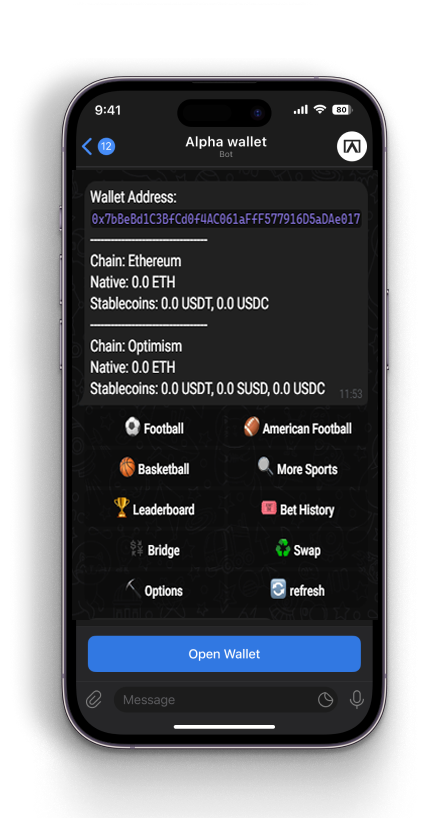 9:41
80
12
Alpha wallet
Bot
Wallet Address:
0x7bBeBd1C3BfCd0f4AC061aFfF577916D5aDAe017
--------------------------------
Chain: Ethereum
Native: 0.0 ETH
Stablecoins: 0.0 USDT, 0.0 USDC
--------------------------------
Chain: Optimism
Native: 0.0 ETH
Stablecoins: 0.0 USDT, 0.0 SUSD, 0.0 USDC
11:53
Football
American Football
Basketball
More Sports
Leaderboard
Bet History
Bridge
Swap
Options
refresh
Open Wallet
Message